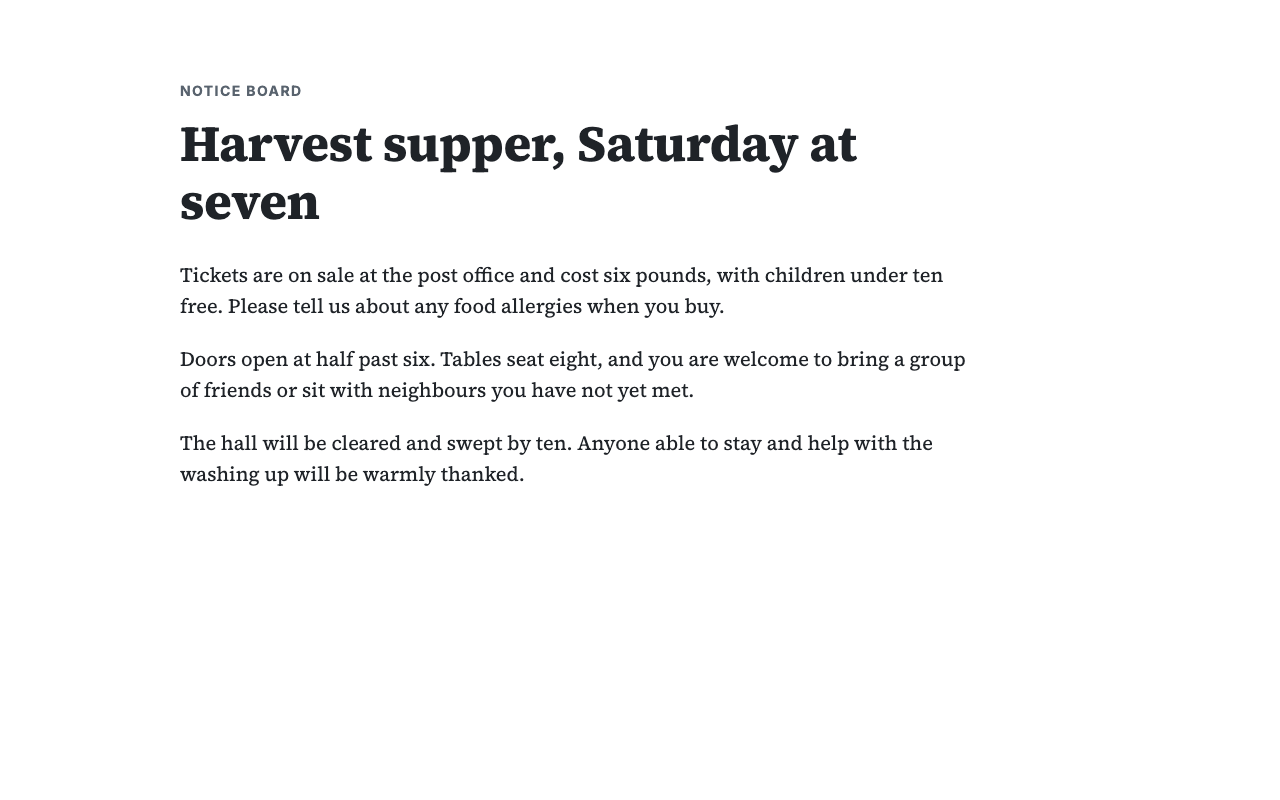 NOTICE BOARD
Harvest supper, Saturday at
seven
Tickets are on sale at the post office and cost six pounds, with children under ten
free. Please tell us about any food allergies when you buy.
Doors open at half past six. Tables seat eight, and you are welcome to bring a group
of friends or sit with neighbours you have not yet met.
The hall will be cleared and swept by ten. Anyone able to stay and help with the
washing up will be warmly thanked.